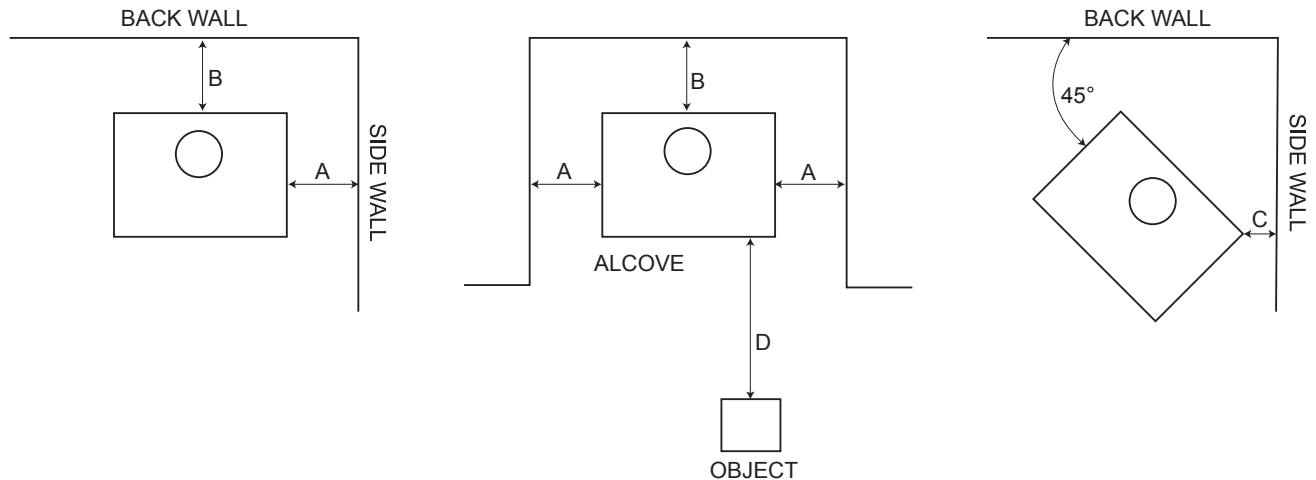 BACK WALL
B
A
SIDE WALL
B
A
A
ALCOVE
D
OBJECT
BACK WALL
45°
C
SIDE WALL